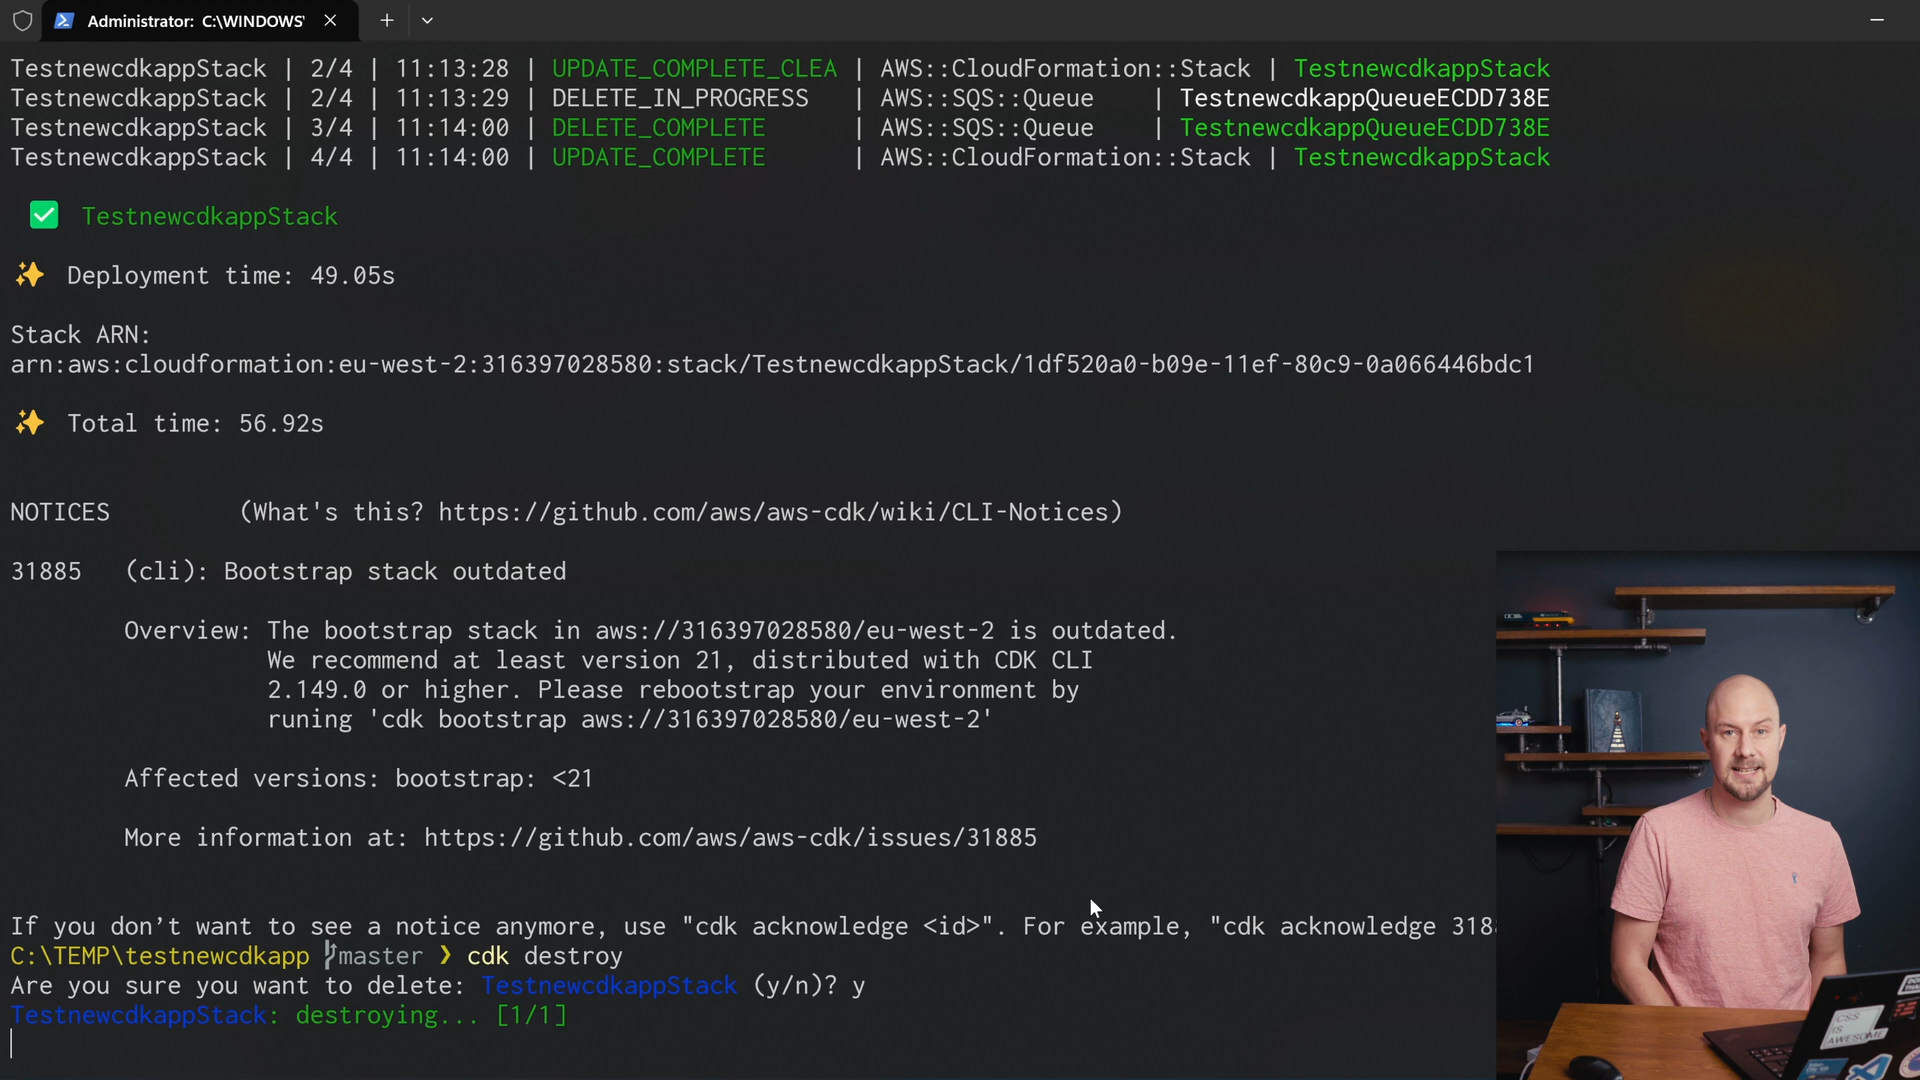 Administrator: C:\WINDOWS'
TestnewcdkappStack | 2/4 | 11:13:28 | UPDATE_COMPLETE_CLEA | AWS::CloudFormation::Stack | TestnewcdkappStack
TestnewcdkappStack | 2/4 | 11:13:29 | DELETE_IN_PROGRESS | AWS::SQS::Queue | TestnewcdkappQueueECDD738E
TestnewcdkappStack | 3/4 | 11:14:00 | DELETE_COMPLETE | AWS::SQS::Queue | TestnewcdkappQueueECDD738E
TestnewcdkappStack | 4/4 | 11:14:00 | UPDATE_COMPLETE | AWS::CloudFormation::Stack | TestnewcdkappStack
✅ TestnewcdkappStack
✨ Deployment time: 49.05s
Stack ARN:
arn:aws:cloudformation:eu-west-2:316397028580:stack/TestnewcdkappStack/1df520a0-b09e-11ef-80c9-0a066446bdc1
✨ Total time: 56.92s
NOTICES (What's this? https://github.com/aws/aws-cdk/wiki/CLI-Notices)
31885 (cli): Bootstrap stack outdated
Overview: The bootstrap stack in aws://316397028580/eu-west-2 is outdated.
We recommend at least version 21, distributed with CDK CLI
2.149.0 or higher. Please rebootstrap your environment by
runing 'cdk bootstrap aws://316397028580/eu-west-2'
Affected versions: bootstrap: <21
More information at: https://github.com/aws/aws-cdk/issues/31885
If you don’t want to see a notice anymore, use "cdk acknowledge <id>". For example, "cdk acknowledge 318
C:\TEMP\testnewcdkapp master ❯ cdk destroy
Are you sure you want to delete: TestnewcdkappStack (y/n)? y
TestnewcdkappStack: destroying... [1/1]
CSS
IS
AWESOME